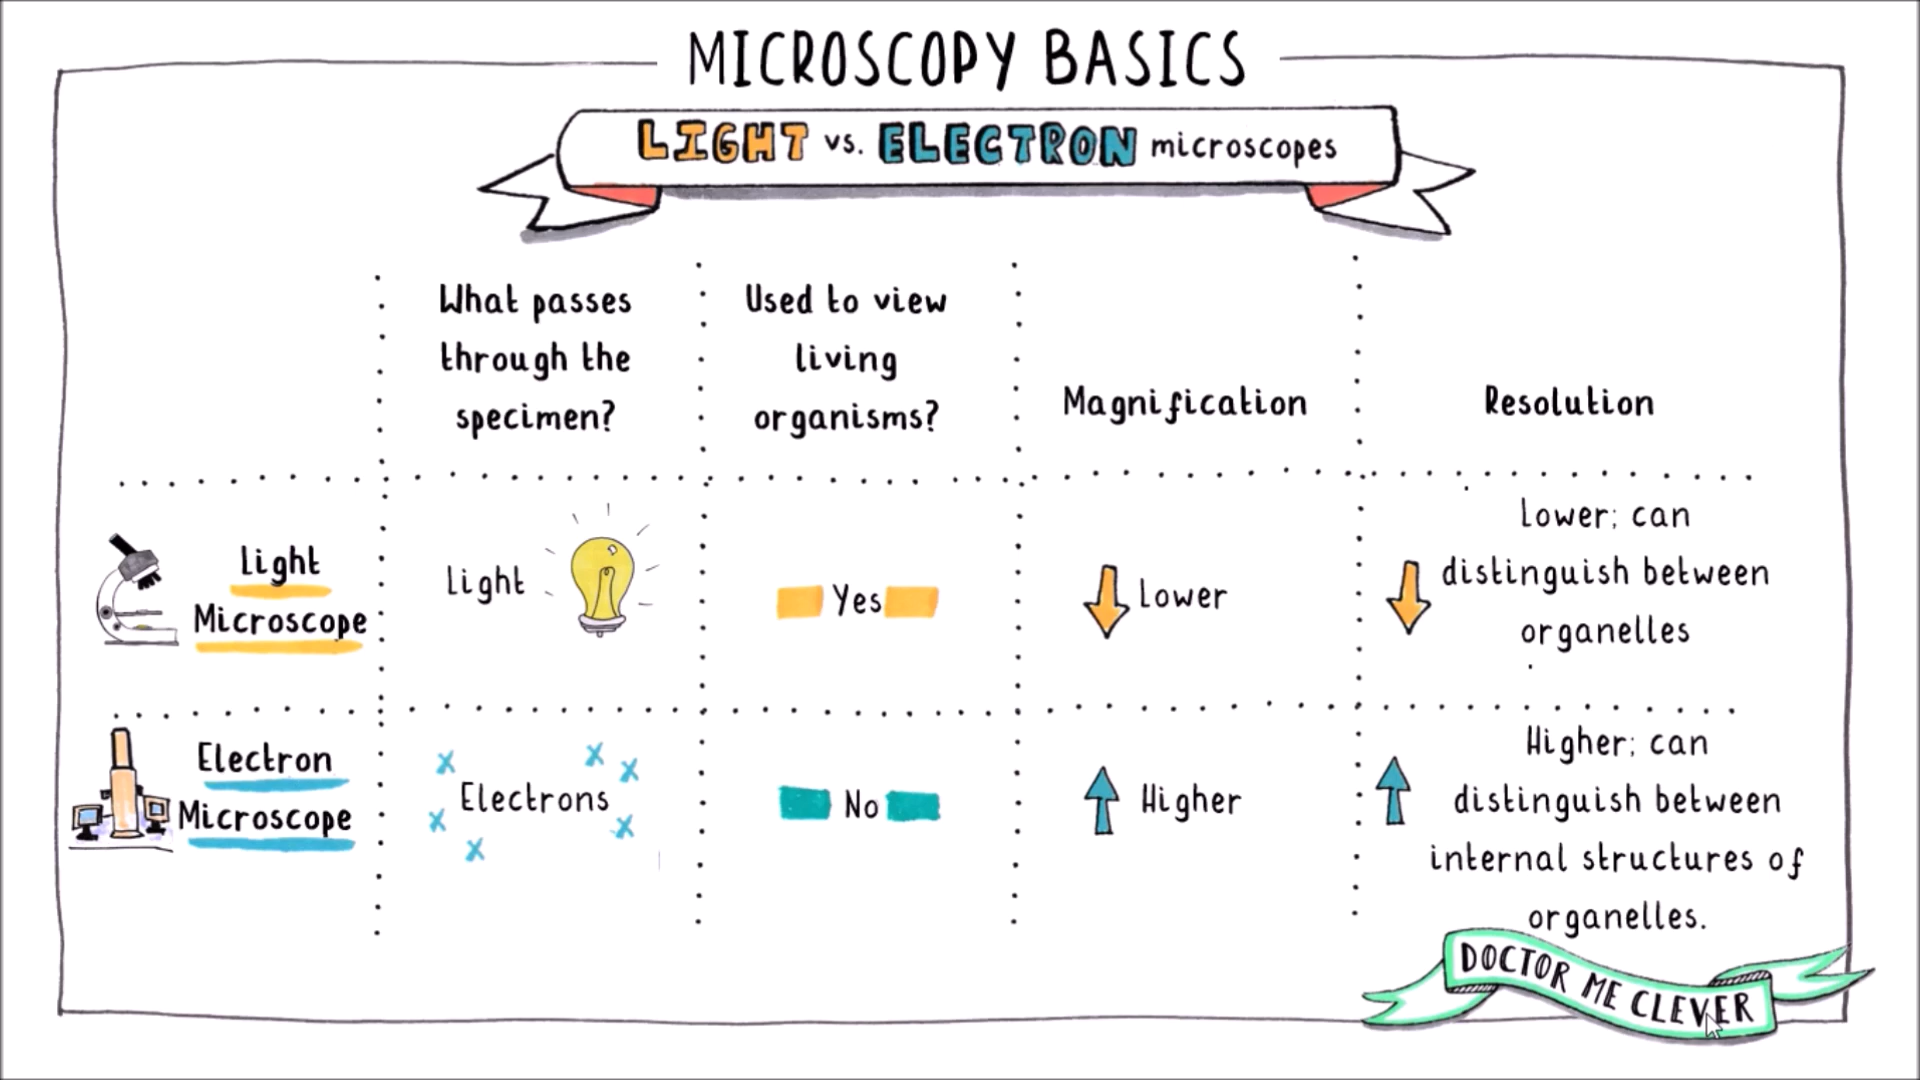 MICROSCOPY BASICS
LIGHT vs. ELECTRON microscopes
What passes
through the
specimen?
Used to view
living
organisms?
Magnification
Resolution
Light
Microscope
Light
Yes
Lower
Lower; can
distinguish between
organelles
Electron
Microscope
Electrons
No
Higher
Higher; can
distinguish between
internal structures of
organelles.
DOCTOR ME CLEVER